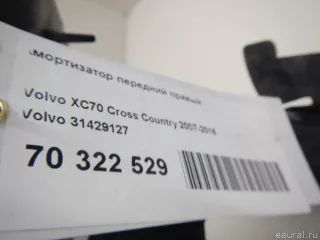 мортизатор передний правый
Volvo XC70 Cross Country 2007-2016
Volvo 31429127
70 322 529
eaural.ru